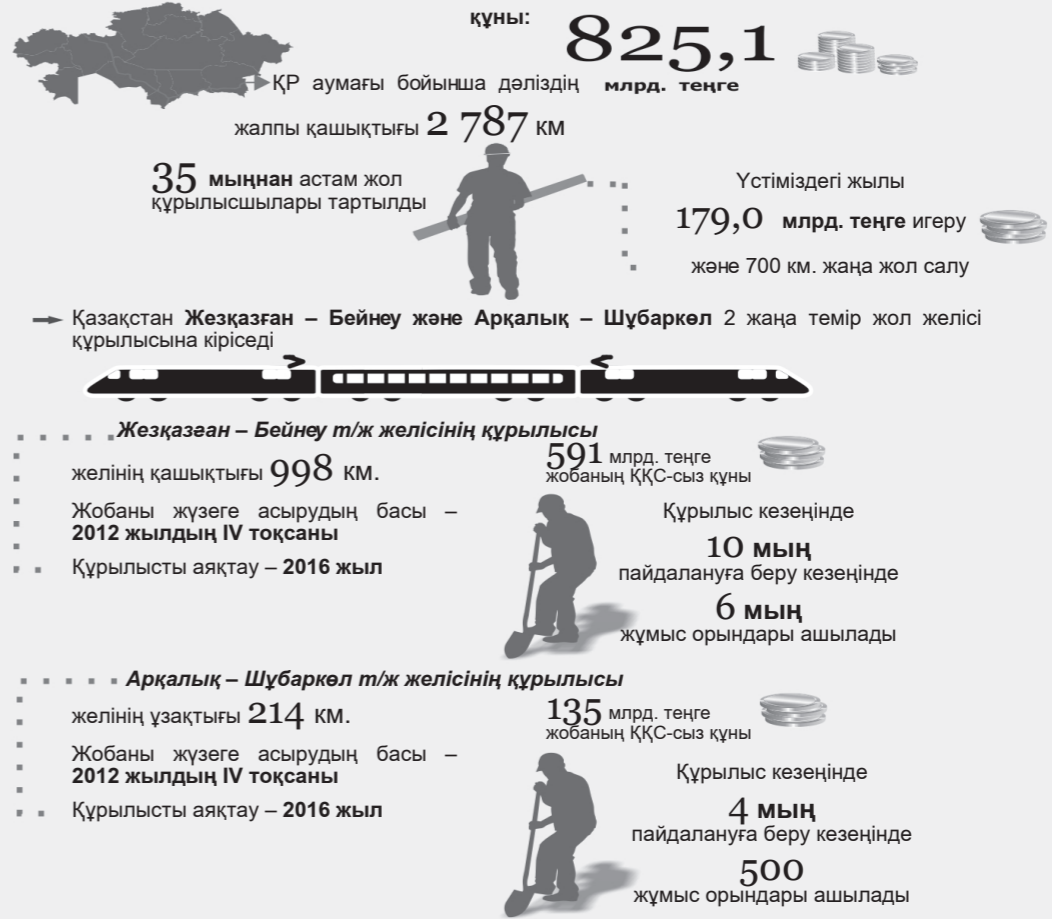 құны:
825,1
млрд. теңге
ҚР аумағы бойынша дәліздің
жалпы қашықтығы 2 787 км
35 мыңнан астам жол
құрылысшылары тартылды
Үстіміздегі жылы
179,0 млрд. теңге игеру
және 700 км. жаңа жол салу
Қазақстан Жезқазған – Бейнеу және Арқалық – Шұбаркөл 2 жаңа темір жол желісі
құрылысына кіріседі
Жезқазған – Бейнеу т/ж желісінің құрылысы
желінің қашықтығы 998 км.
Жобаны жүзеге асырудың басы –
2012 жылдың IV тоқсаны
Құрылысты аяқтау – 2016 жыл
591 млрд. теңге
жобаның ҚҚС-сыз құны
Құрылыс кезеңінде
10 мың
пайдалануға беру кезеңінде
6 мың
жұмыс орындары ашылады
Арқалық – Шұбаркөл т/ж желісінің құрылысы
желінің ұзақтығы 214 км.
Жобаны жүзеге асырудың басы –
2012 жылдың IV тоқсаны
Құрылысты аяқтау – 2016 жыл
135 млрд. теңге
жобаның ҚҚС-сыз құны
Құрылыс кезеңінде
4 мың
пайдалануға беру кезеңінде
500
жұмыс орындары ашылады